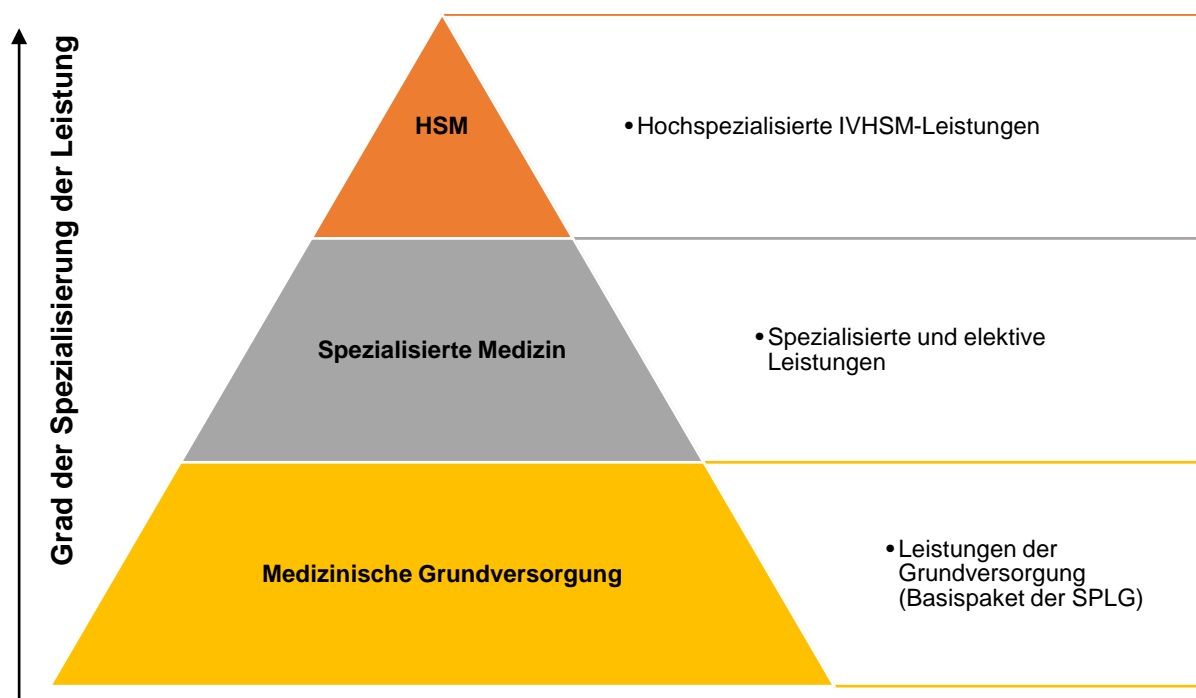 Grad der Spezialisierung der Leistung
HSM
•Hochspezialisierte IVHSM-Leistungen
Spezialisierte Medizin
•Spezialisierte und elektive
Leistungen
Medizinische Grundversorgung
•Leistungen der
Grundversorgung
(Basispaket der SPLG)